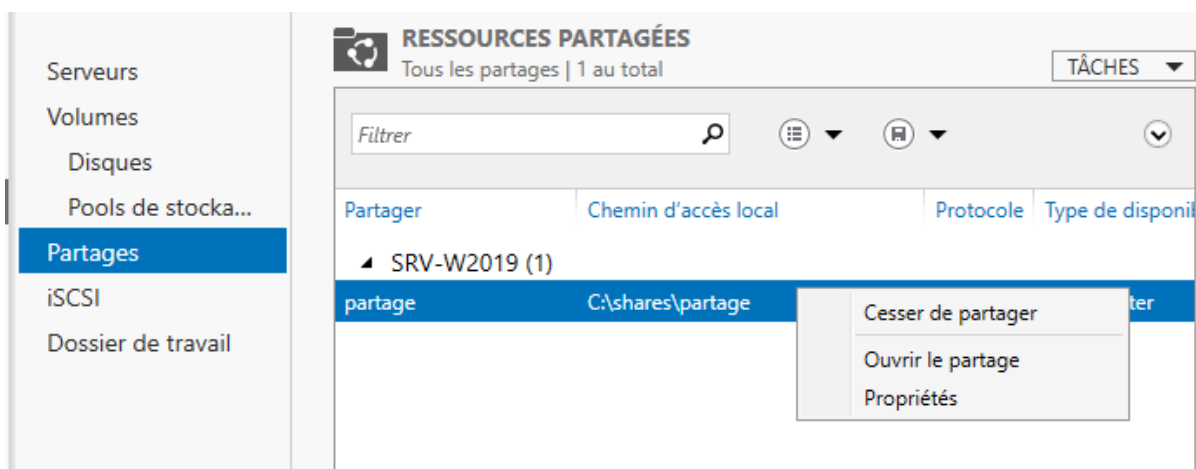 Serveurs
Volumes
Disques
Pools de stocka...
Partages
iSCSI
Dossier de travail
RESSOURCES PARTAGÉES
Tous les partages | 1 au total
TÂCHES
Filtrer
Partager Chemin d'accès local Protocole Type de disponil
SRV-W2019 (1)
partage C:\shares\partage ter
Cesser de partager
Ouvrir le partage
Propriétés